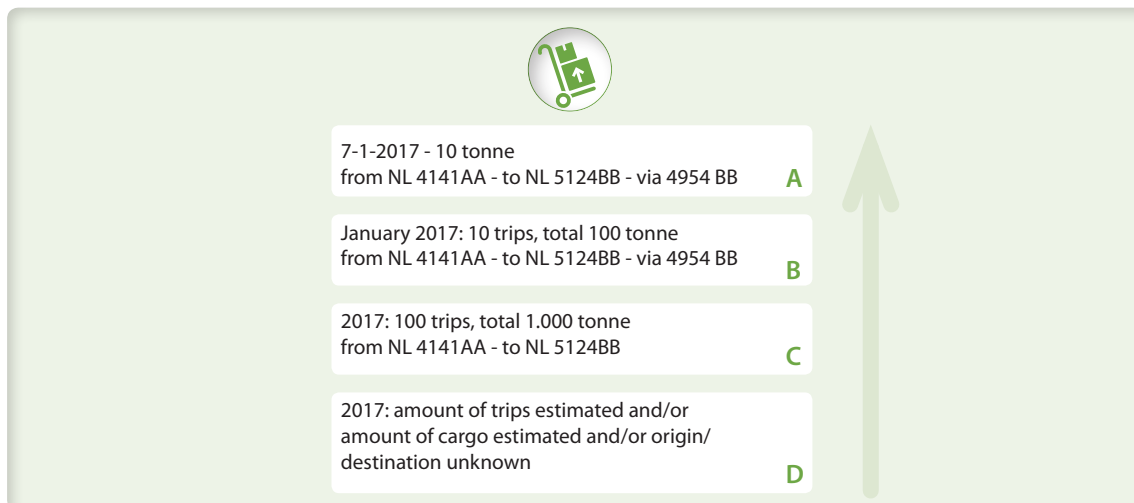 7-1-2017 - 10 tonne
from NL 4141AA - to NL 5124BB - via 4954 BB
A
January 2017: 10 trips, total 100 tonne
from NL 4141AA - to NL 5124BB - via 4954 BB
B
2017: 100 trips, total 1.000 tonne
from NL 4141AA - to NL 5124BB
C
2017: amount of trips estimated and/or
amount of cargo estimated and/or origin/
destination unknown
D